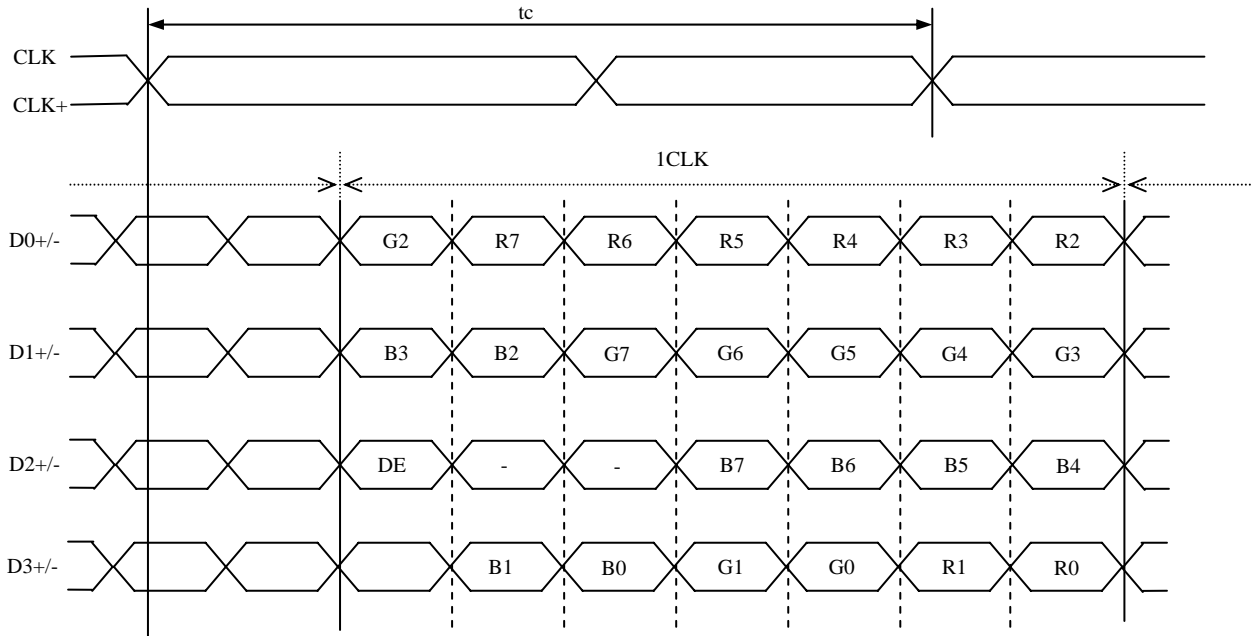 tc
CLK
CLK+
1CLK
D0+/- G2 R7 R6 R5 R4 R3 R2
D1+/- B3 B2 G7 G6 G5 G4 G3
D2+/- DE - - B7 B6 B5 B4
D3+/- B1 B0 G1 G0 R1 R0